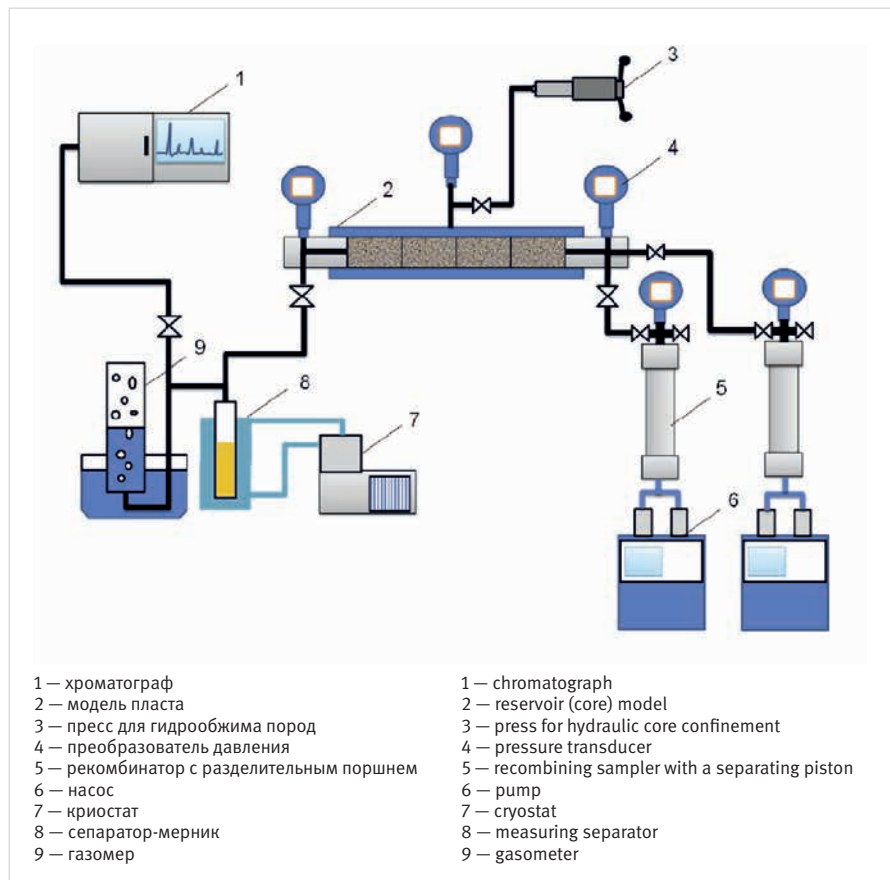 1
3
4
2
9
8
7
5
6
1 — хроматограф
2 — модель пласта
3 — пресс для гидрообжима пород
4 — преобразователь давления
5 — рекомбинатор с разделительным поршнем
6 — насос
7 — криостат
8 — сепаратор-мерник
9 — газомер
1 — chromatograph
2 — reservoir (core) model
3 — press for hydraulic core confinement
4 — pressure transducer
5 — recombining sampler with a separating piston
6 — pump
7 — cryostat
8 — measuring separator
9 — gasometer